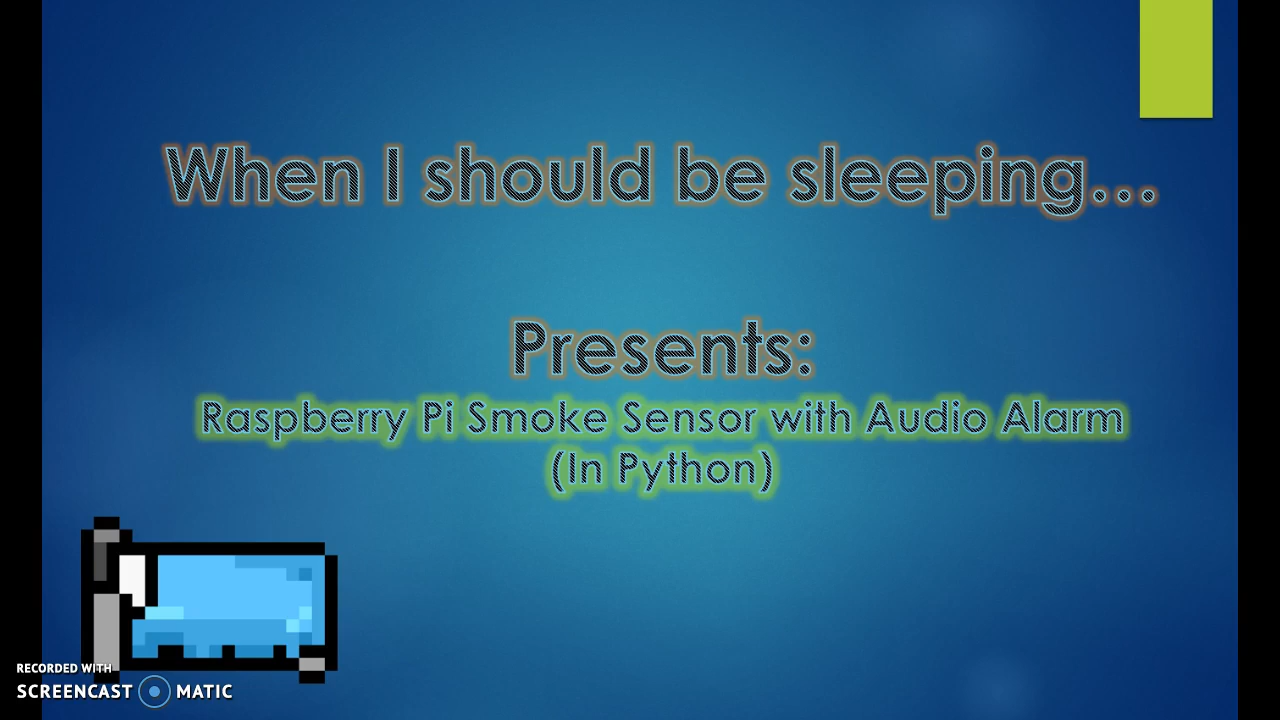 When I should be sleeping...
Presents:
Raspberry Pi Smoke Sensor with Audio Alarm
(In Python)
RECORDED WITH
SCREENCAST MATIC